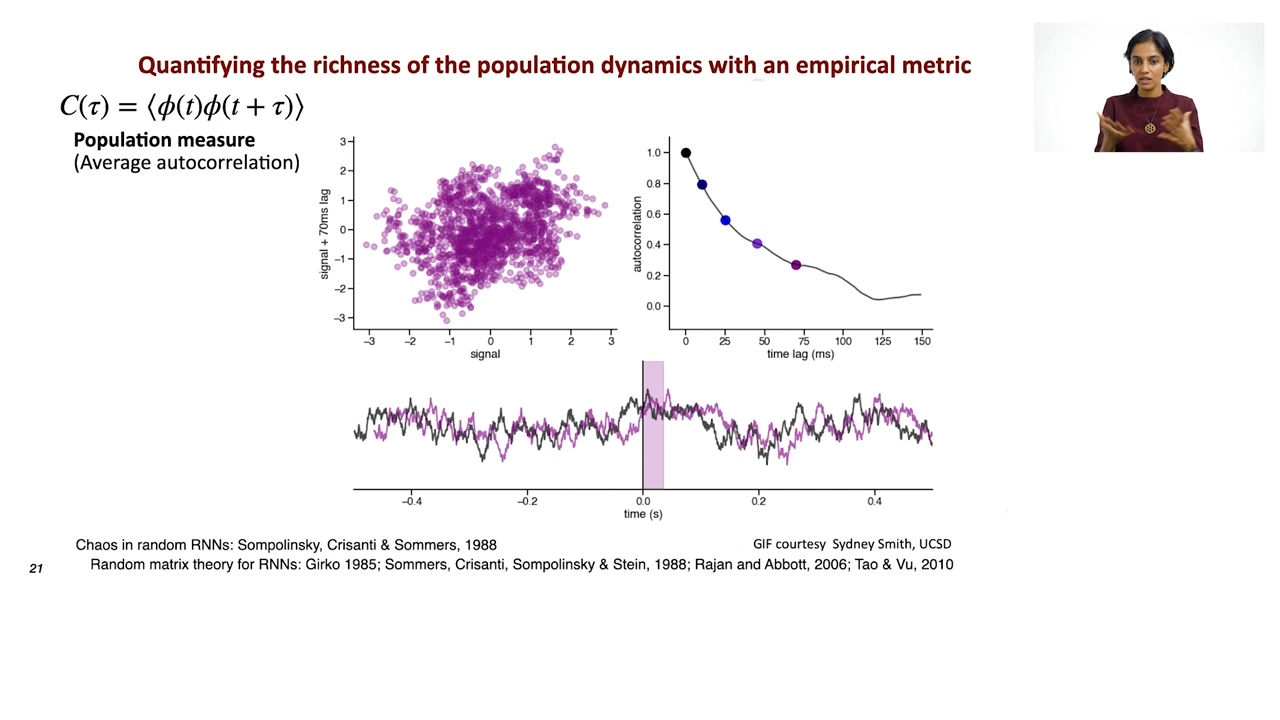 Quantifying the richness of the population dynamics with an empirical metric
C(τ) = ⟨ϕ(t)ϕ(t + τ)⟩
Population measure
(Average autocorrelation)
signal + 70ms lag
3
2
1
0
−1
−2
−3
−3 −2 −1 0 1 2 3
signal
autocorrelation
1.0
0.8
0.6
0.4
0.2
0.0
0 25 50 75 100 125 150
time lag (ms)
−0.4 −0.2 0.0 0.2 0.4
time (s)
Chaos in random RNNs: Sompolinsky, Crisanti & Sommers, 1988
GIF courtesy Sydney Smith, UCSD
21
Random matrix theory for RNNs: Girko 1985; Sommers, Crisanti, Sompolinsky & Stein, 1988; Rajan and Abbott, 2006; Tao & Vu, 2010